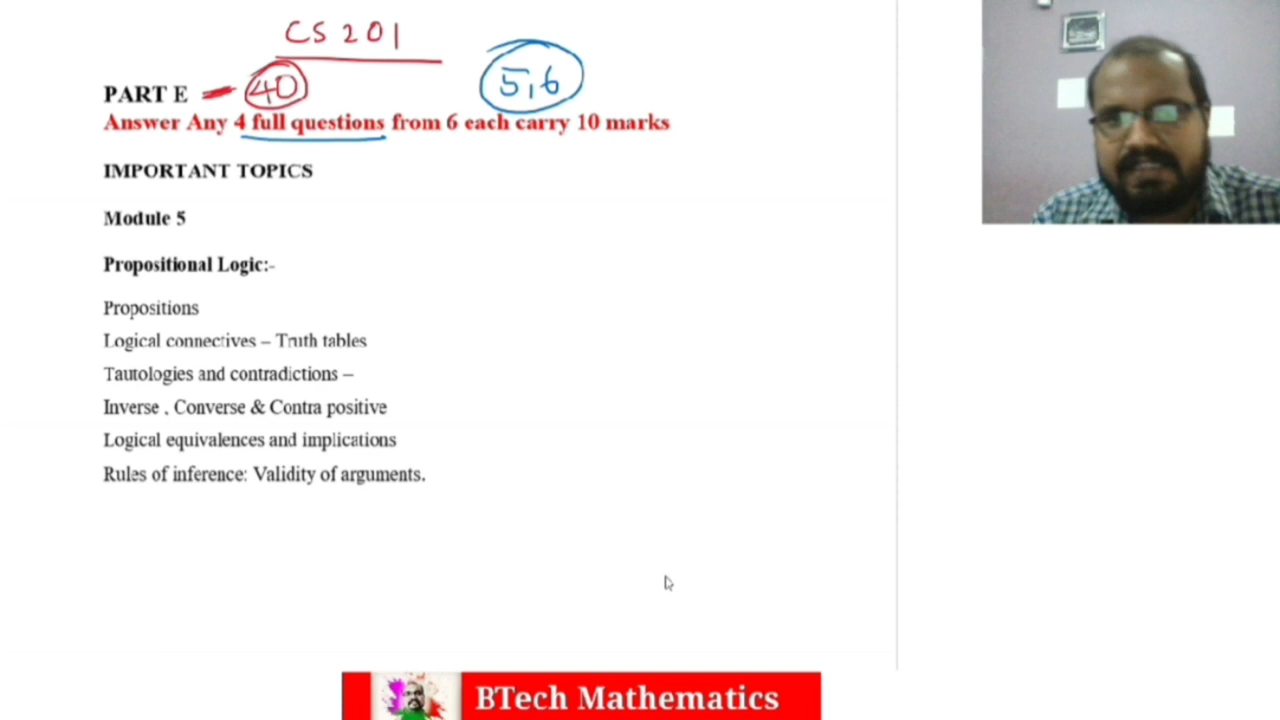 CS 201
PART E - 40 5,6
Answer Any 4 full questions from 6 each carry 10 marks
IMPORTANT TOPICS
Module 5
Propositional Logic:-
Propositions
Logical connectives – Truth tables
Tautologies and contradictions –
Inverse , Converse & Contra positive
Logical equivalences and implications
Rules of inference: Validity of arguments.
BTech Mathematics